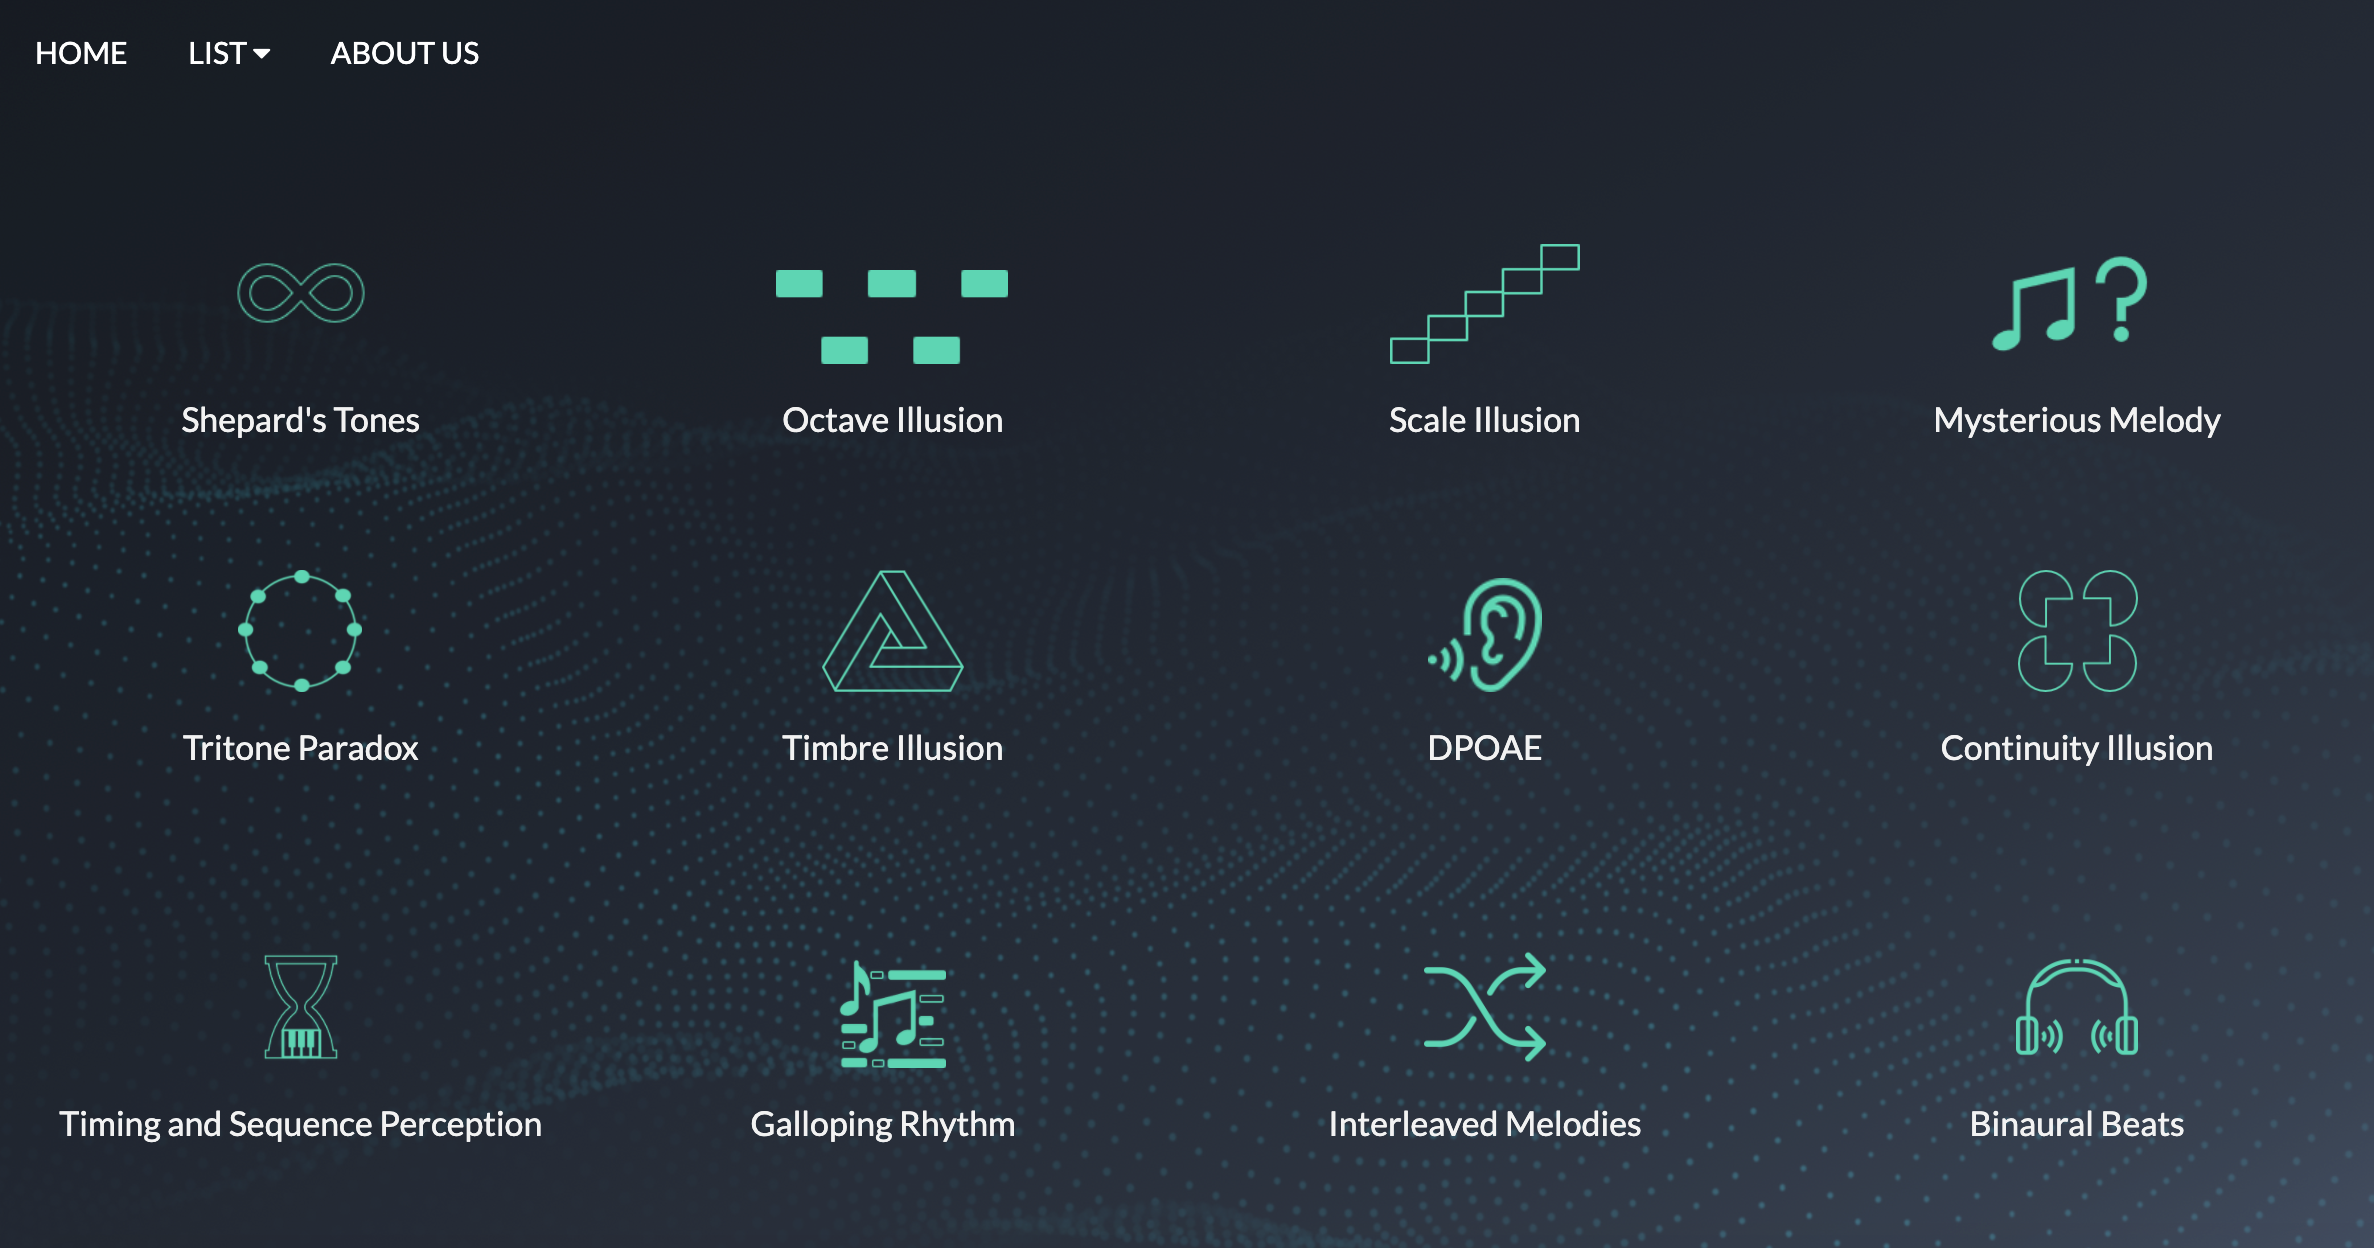 HOME
LIST
ABOUT US
Shepard's Tones
Octave Illusion
Scale Illusion
Mysterious Melody
Tritone Paradox
Timbre Illusion
DPOAE
Continuity Illusion
Timing and Sequence Perception
Galloping Rhythm
Interleaved Melodies
Binaural Beats